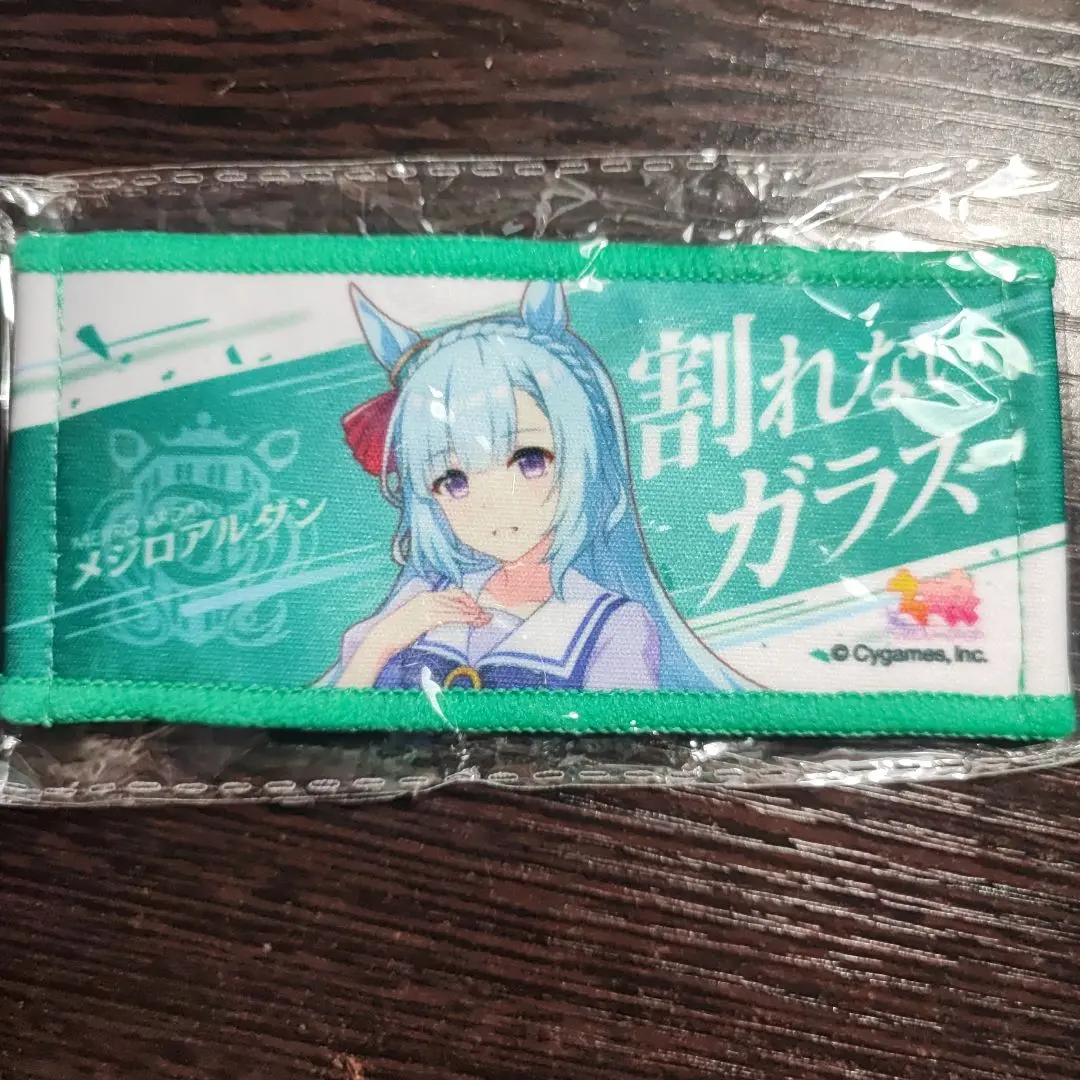 メジロアルダン
割れない
ガラス
© Cygames, Inc.